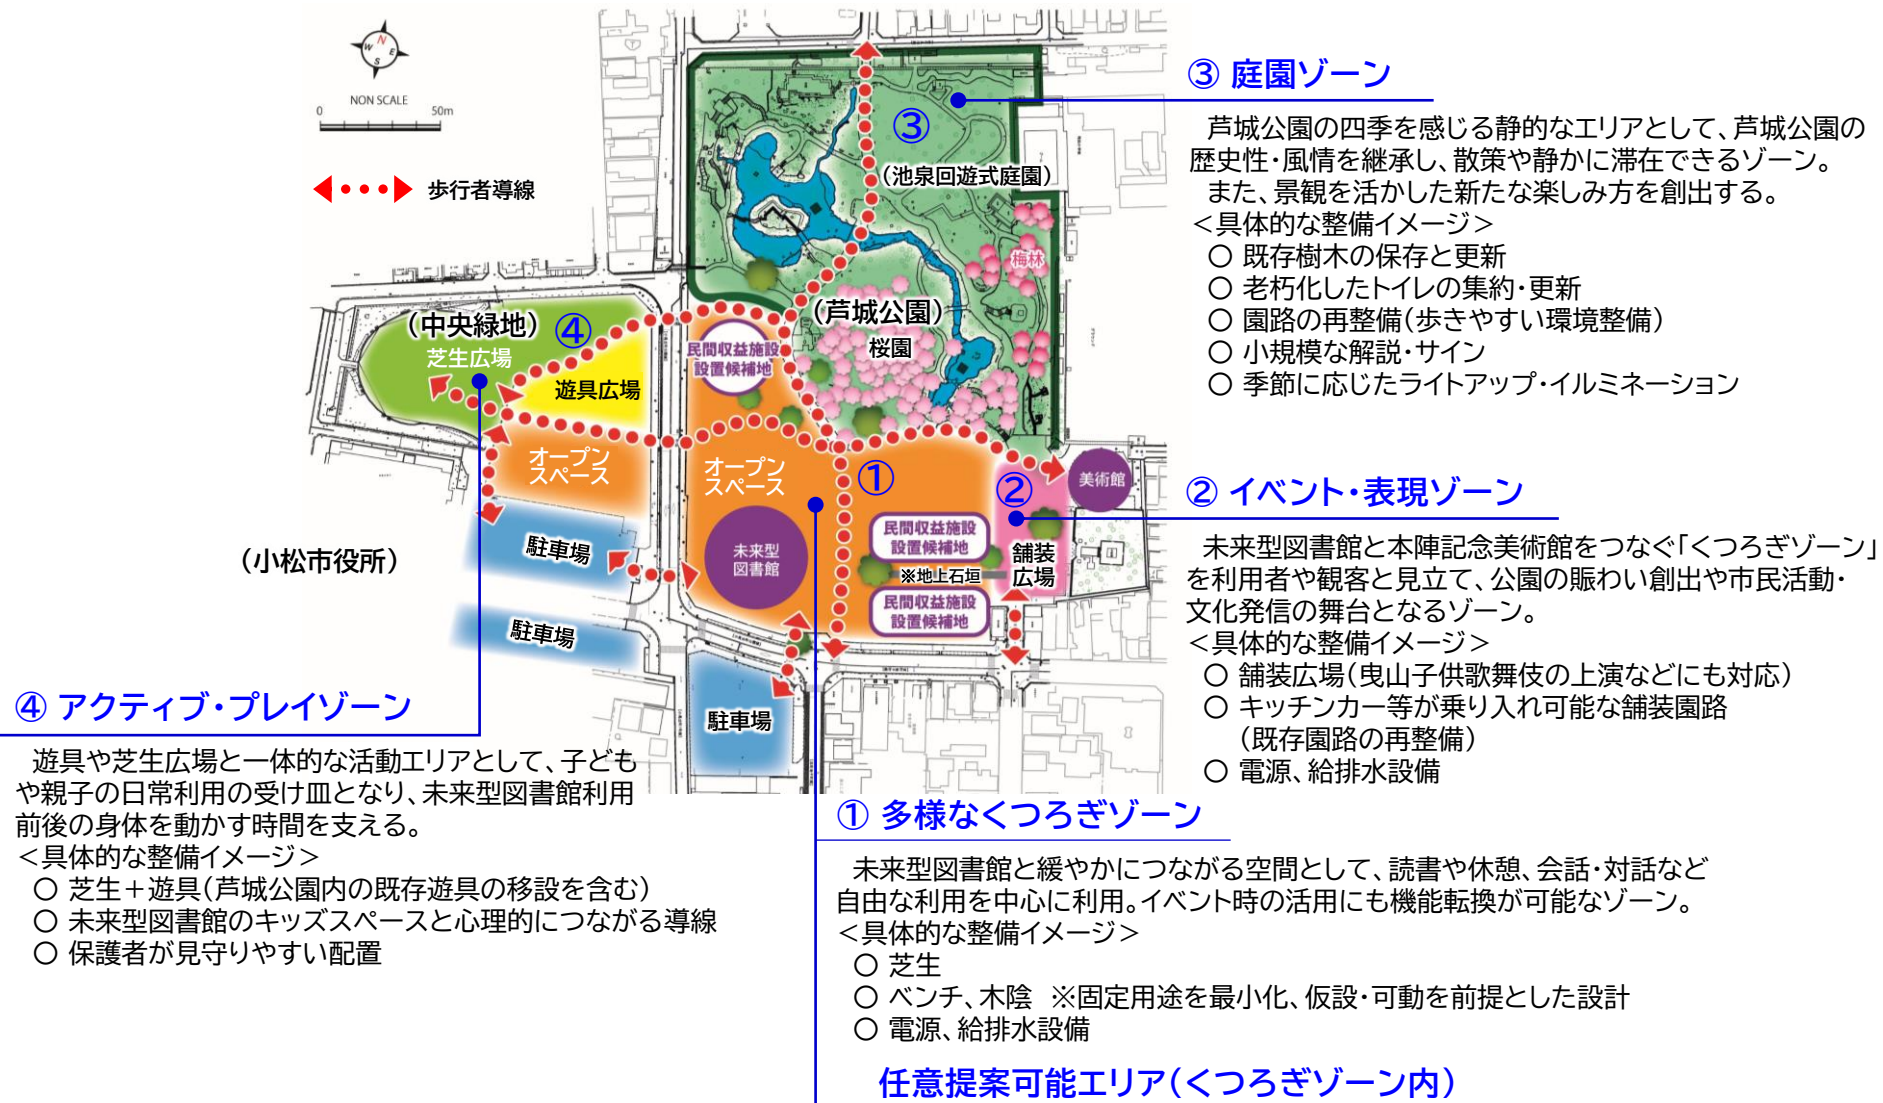 N
W
E
S
NON SCALE
0
50m
歩行者導線
③
(池泉回遊式庭園)
梅林
(芦城公園)
桜園
(中央緑地)
④
芝生広場
遊具広場
民間収益施設
設置候補地
オープン
スペース
オープン
スペース
①
②
美術館
民間収益施設
設置候補地
舗装
広場
※地上石垣
民間収益施設
設置候補地
未来型
図書館
(小松市役所)
駐車場
駐車場
駐車場
③ 庭園ゾーン
芦城公園の四季を感じる静的なエリアとして、芦城公園の
歴史性・風情を継承し、散策や静かに滞在できるゾーン。
また、景観を活かした新たな楽しみ方を創出する。
<具体的な整備イメージ>
○ 既存樹木の保存と更新
○ 老朽化したトイレの集約・更新
○ 園路の再整備(歩きやすい環境整備)
○ 小規模な解説・サイン
○ 季節に応じたライトアップ・イルミネーション
② イベント・表現ゾーン
未来型図書館と本陣記念美術館をつなぐ「くつろぎゾーン」
を利用者や観客と見立て、公園の賑わい創出や市民活動・
文化発信の舞台となるゾーン。
<具体的な整備イメージ>
○ 舗装広場(曳山子供歌舞伎の上演などにも対応)
○ キッチンカー等が乗り入れ可能な舗装園路
(既存園路の再整備)
○ 電源、給排水設備
④ アクティブ・プレイゾーン
遊具や芝生広場と一体的な活動エリアとして、子ども
や親子の日常利用の受け皿となり、未来型図書館利用
前後の身体を動かす時間を支える。
<具体的な整備イメージ>
○ 芝生+遊具(芦城公園内の既存遊具の移設を含む)
○ 未来型図書館のキッズスペースと心理的につながる導線
○ 保護者が見守りやすい配置
① 多様なくつろぎゾーン
未来型図書館と緩やかにつながる空間として、読書や休憩、会話・対話など
自由な利用を中心に利用。イベント時の活用にも機能転換が可能なゾーン。
<具体的な整備イメージ>
○ 芝生
○ ベンチ、木陰 ※固定用途を最小化、仮設・可動を前提とした設計
○ 電源、給排水設備
任意提案可能エリア(くつろぎゾーン内)